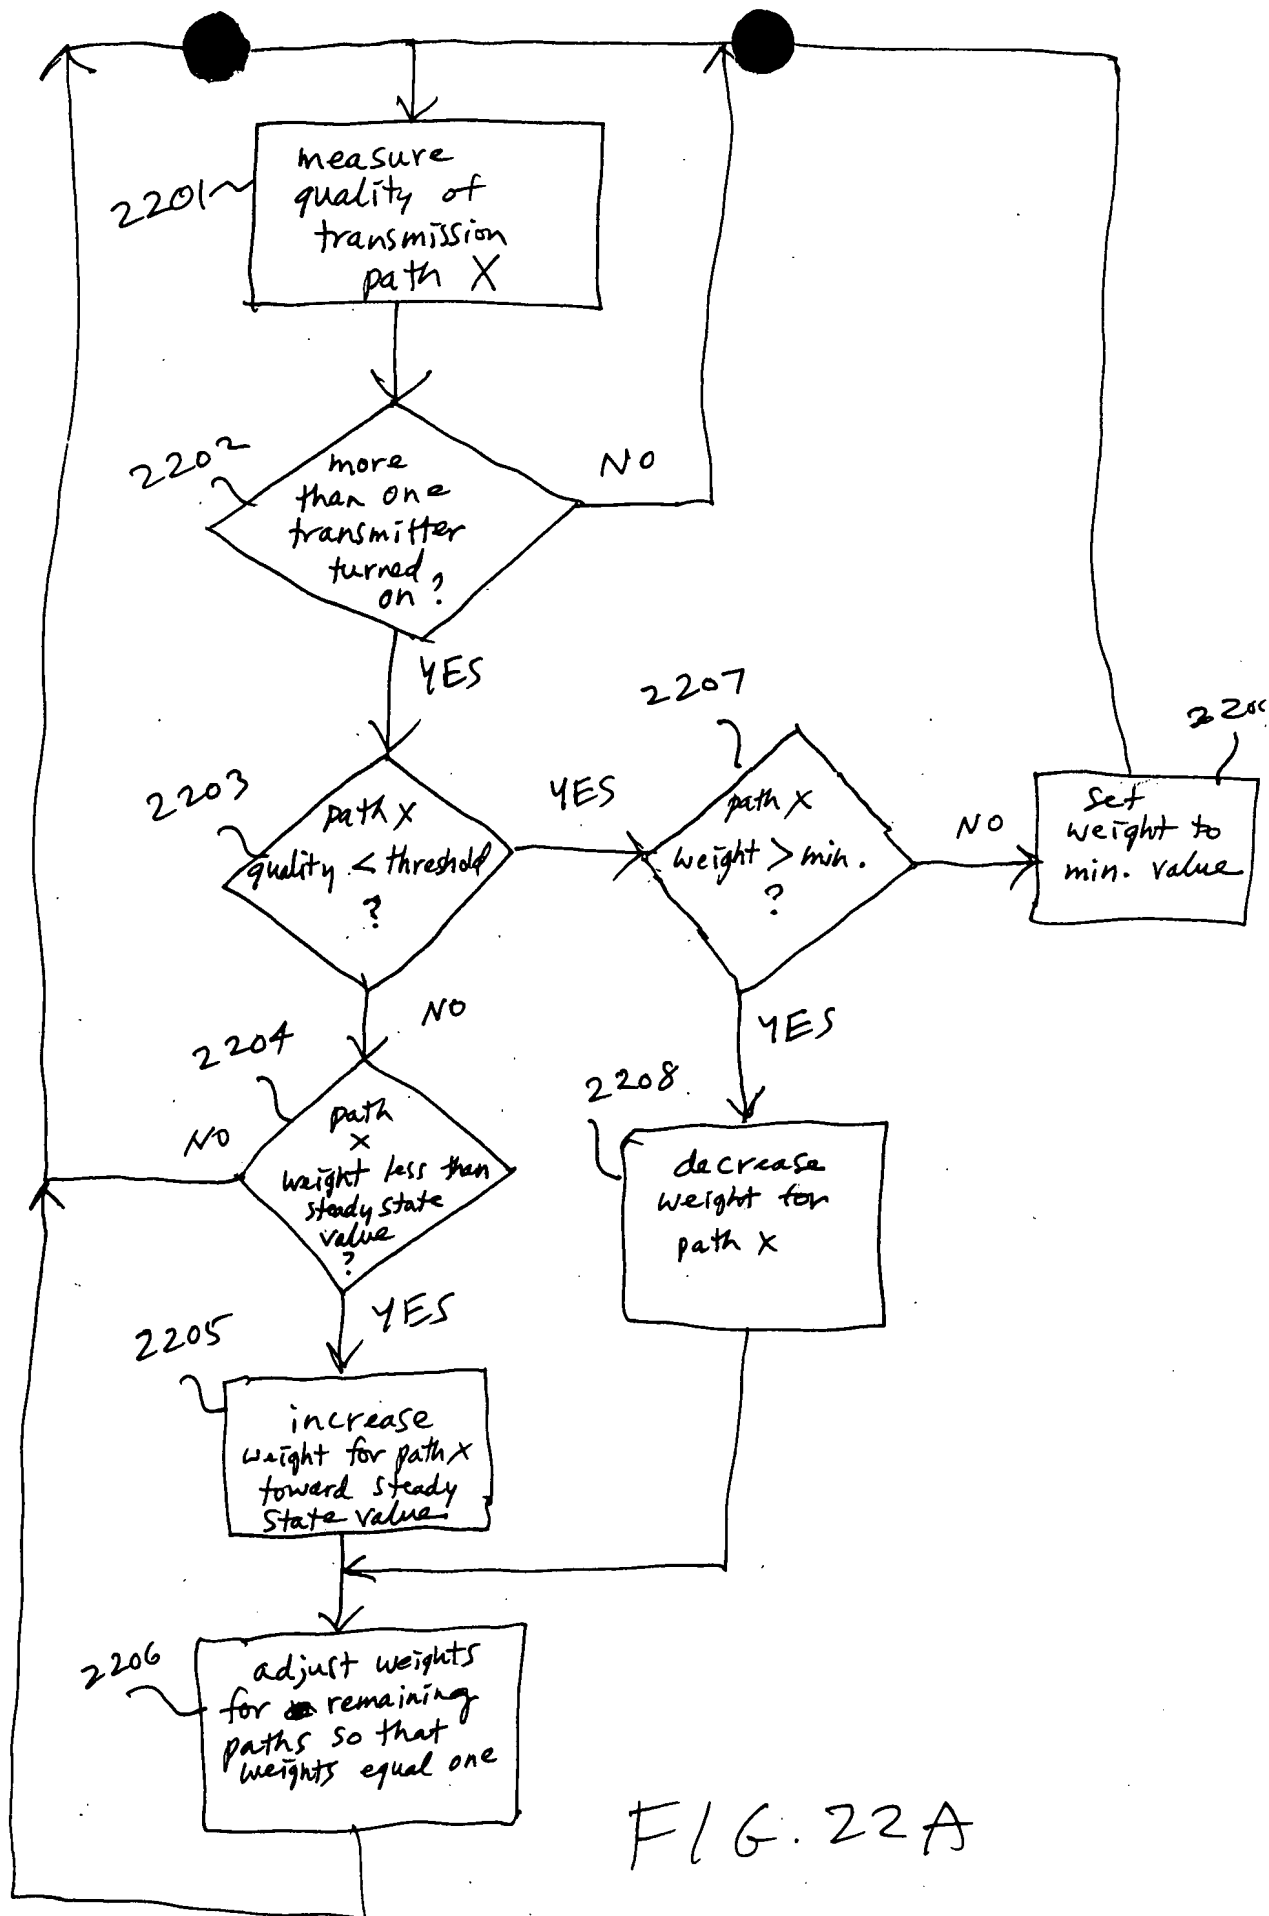 measure
quality of
transmission
path X
2201
2202
more
than one
transmitter
turned
on?
NO
YES
2203
path X
quality < threshold
?
YES
2207
path X
weight > min.
?
NO
set
weight to
min. value
NO
YES
2204
path
X
weight less than
steady state
value
?
NO
2208
decrease
weight for
path X
YES
2205
increase
weight for path X
toward steady
state value.
2206
adjust weights
for remaining
paths so that
weights equal one
FIG. 22A